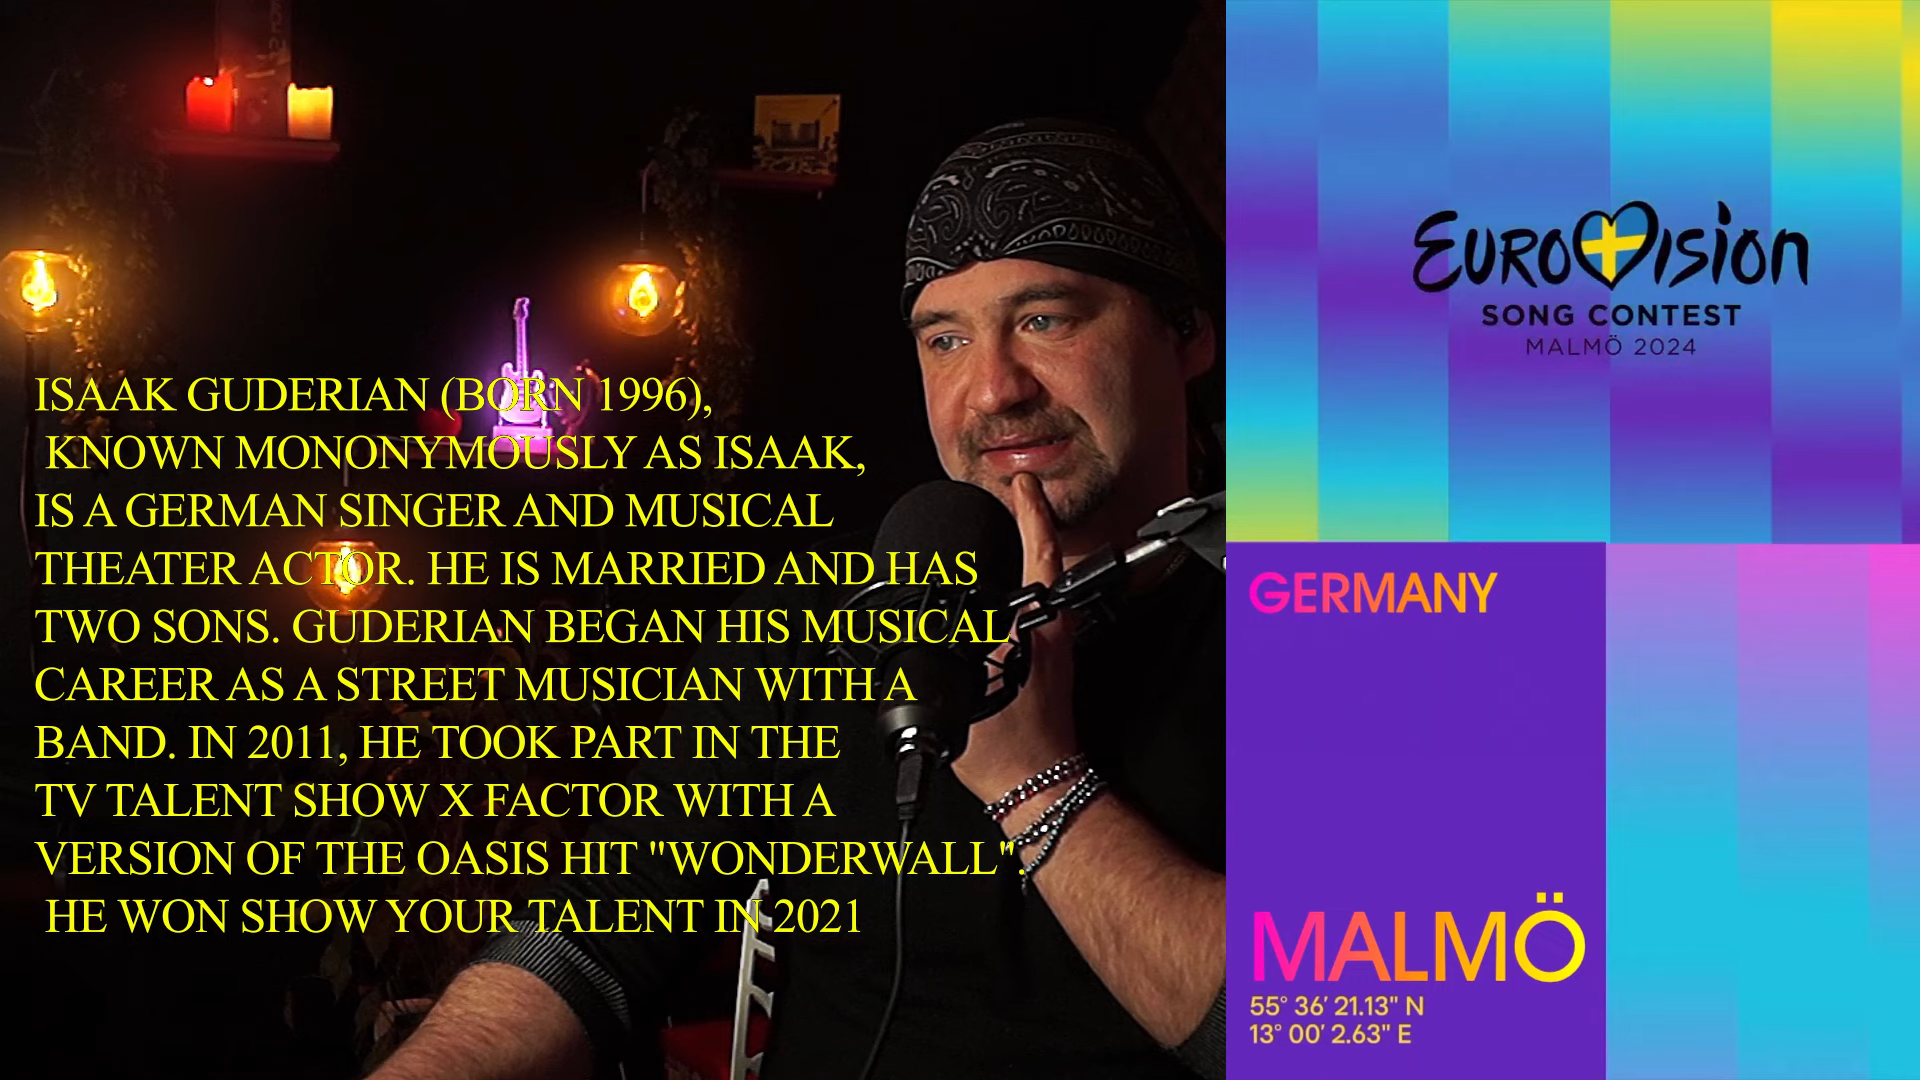 ISAAK GUDERIAN (BORN 1996),
KNOWN MONONYMOUSLY AS ISAAK,
IS A GERMAN SINGER AND MUSICAL
THEATER ACTOR. HE IS MARRIED AND HAS
TWO SONS. GUDERIAN BEGAN HIS MUSICAL
CAREER AS A STREET MUSICIAN WITH A
BAND. IN 2011, HE TOOK PART IN THE
TV TALENT SHOW X FACTOR WITH A
VERSION OF THE OASIS HIT "WONDERWALL".
HE WON SHOW YOUR TALENT IN 2021
EUROVISION
SONG CONTEST
MALMÖ 2024
GERMANY
MALMÖ
55° 36′ 21.13" N
13° 00′ 2.63" E